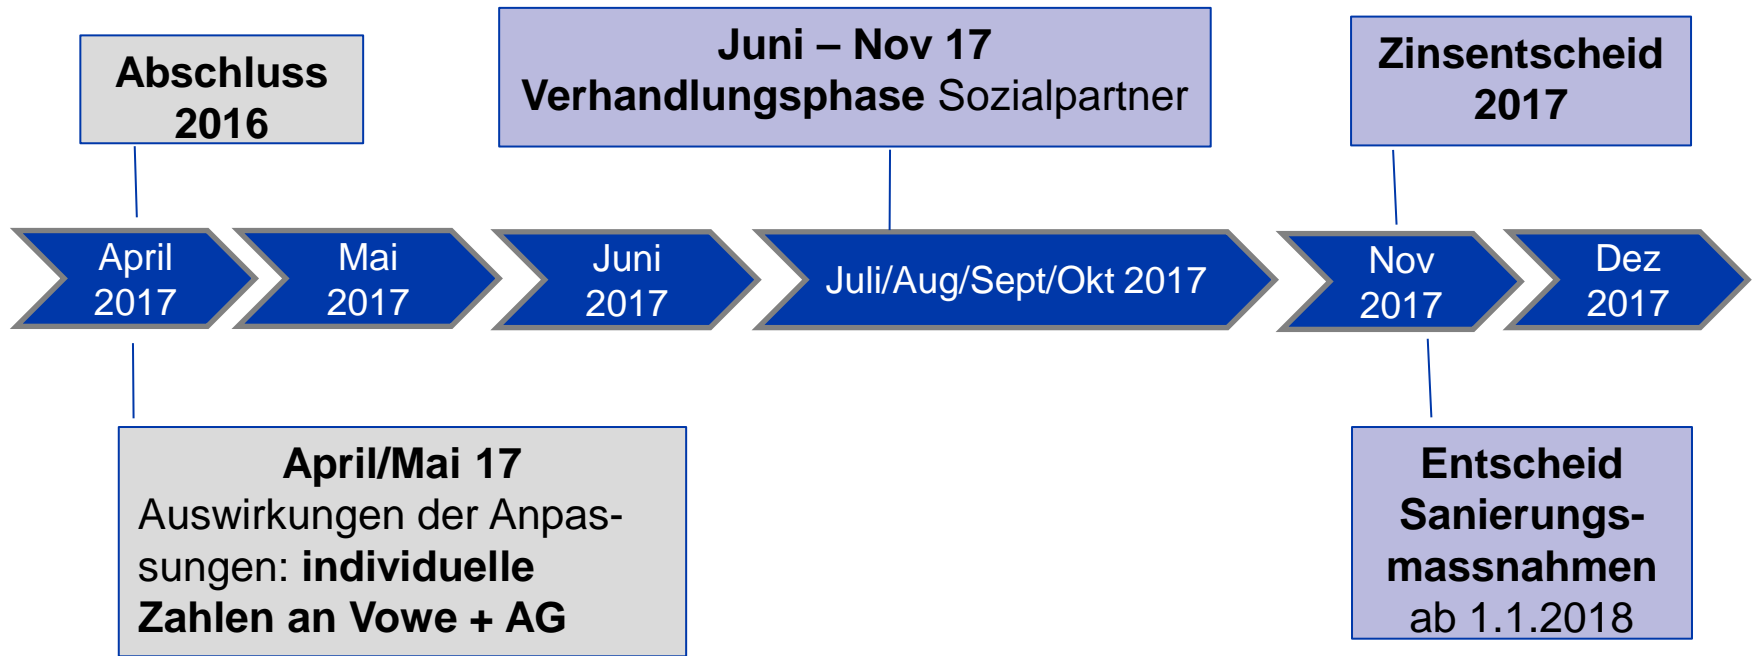 Abschluss
2016
Juni – Nov 17
Verhandlungsphase Sozialpartner
Zinsentscheid
2017
April
2017
Mai
2017
Juni
2017
Juli/Aug/Sept/Okt 2017
Nov
2017
Dez
2017
April/Mai 17
Auswirkungen der Anpas-
sungen: individuelle
Zahlen an Vowe + AG
Entscheid
Sanierungs-
massnahmen
ab 1.1.2018